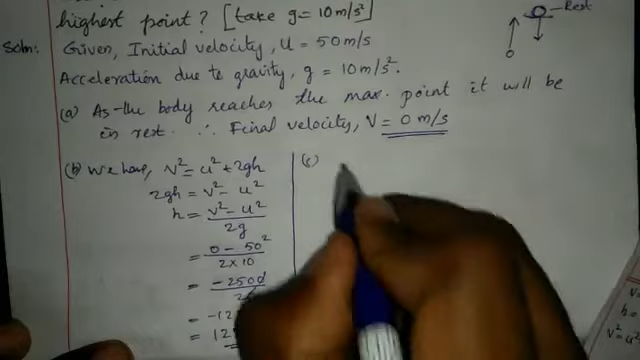 highest point? [take g = 10 m/s²]
Rest
Soln: Given, Initial velocity, u = 50 m/s
Acceleration due to gravity, g = 10 m/s².
(a) As the body reaches the max. point it will be
in rest. ∴ Final velocity, V = 0 m/s
(b) We have, v² = u² + 2gh
2gh = v² - u²
h = v² - u² / 2g
= 0 - 50² / 2 × 10
= -2500
= -12
= 12
(c)